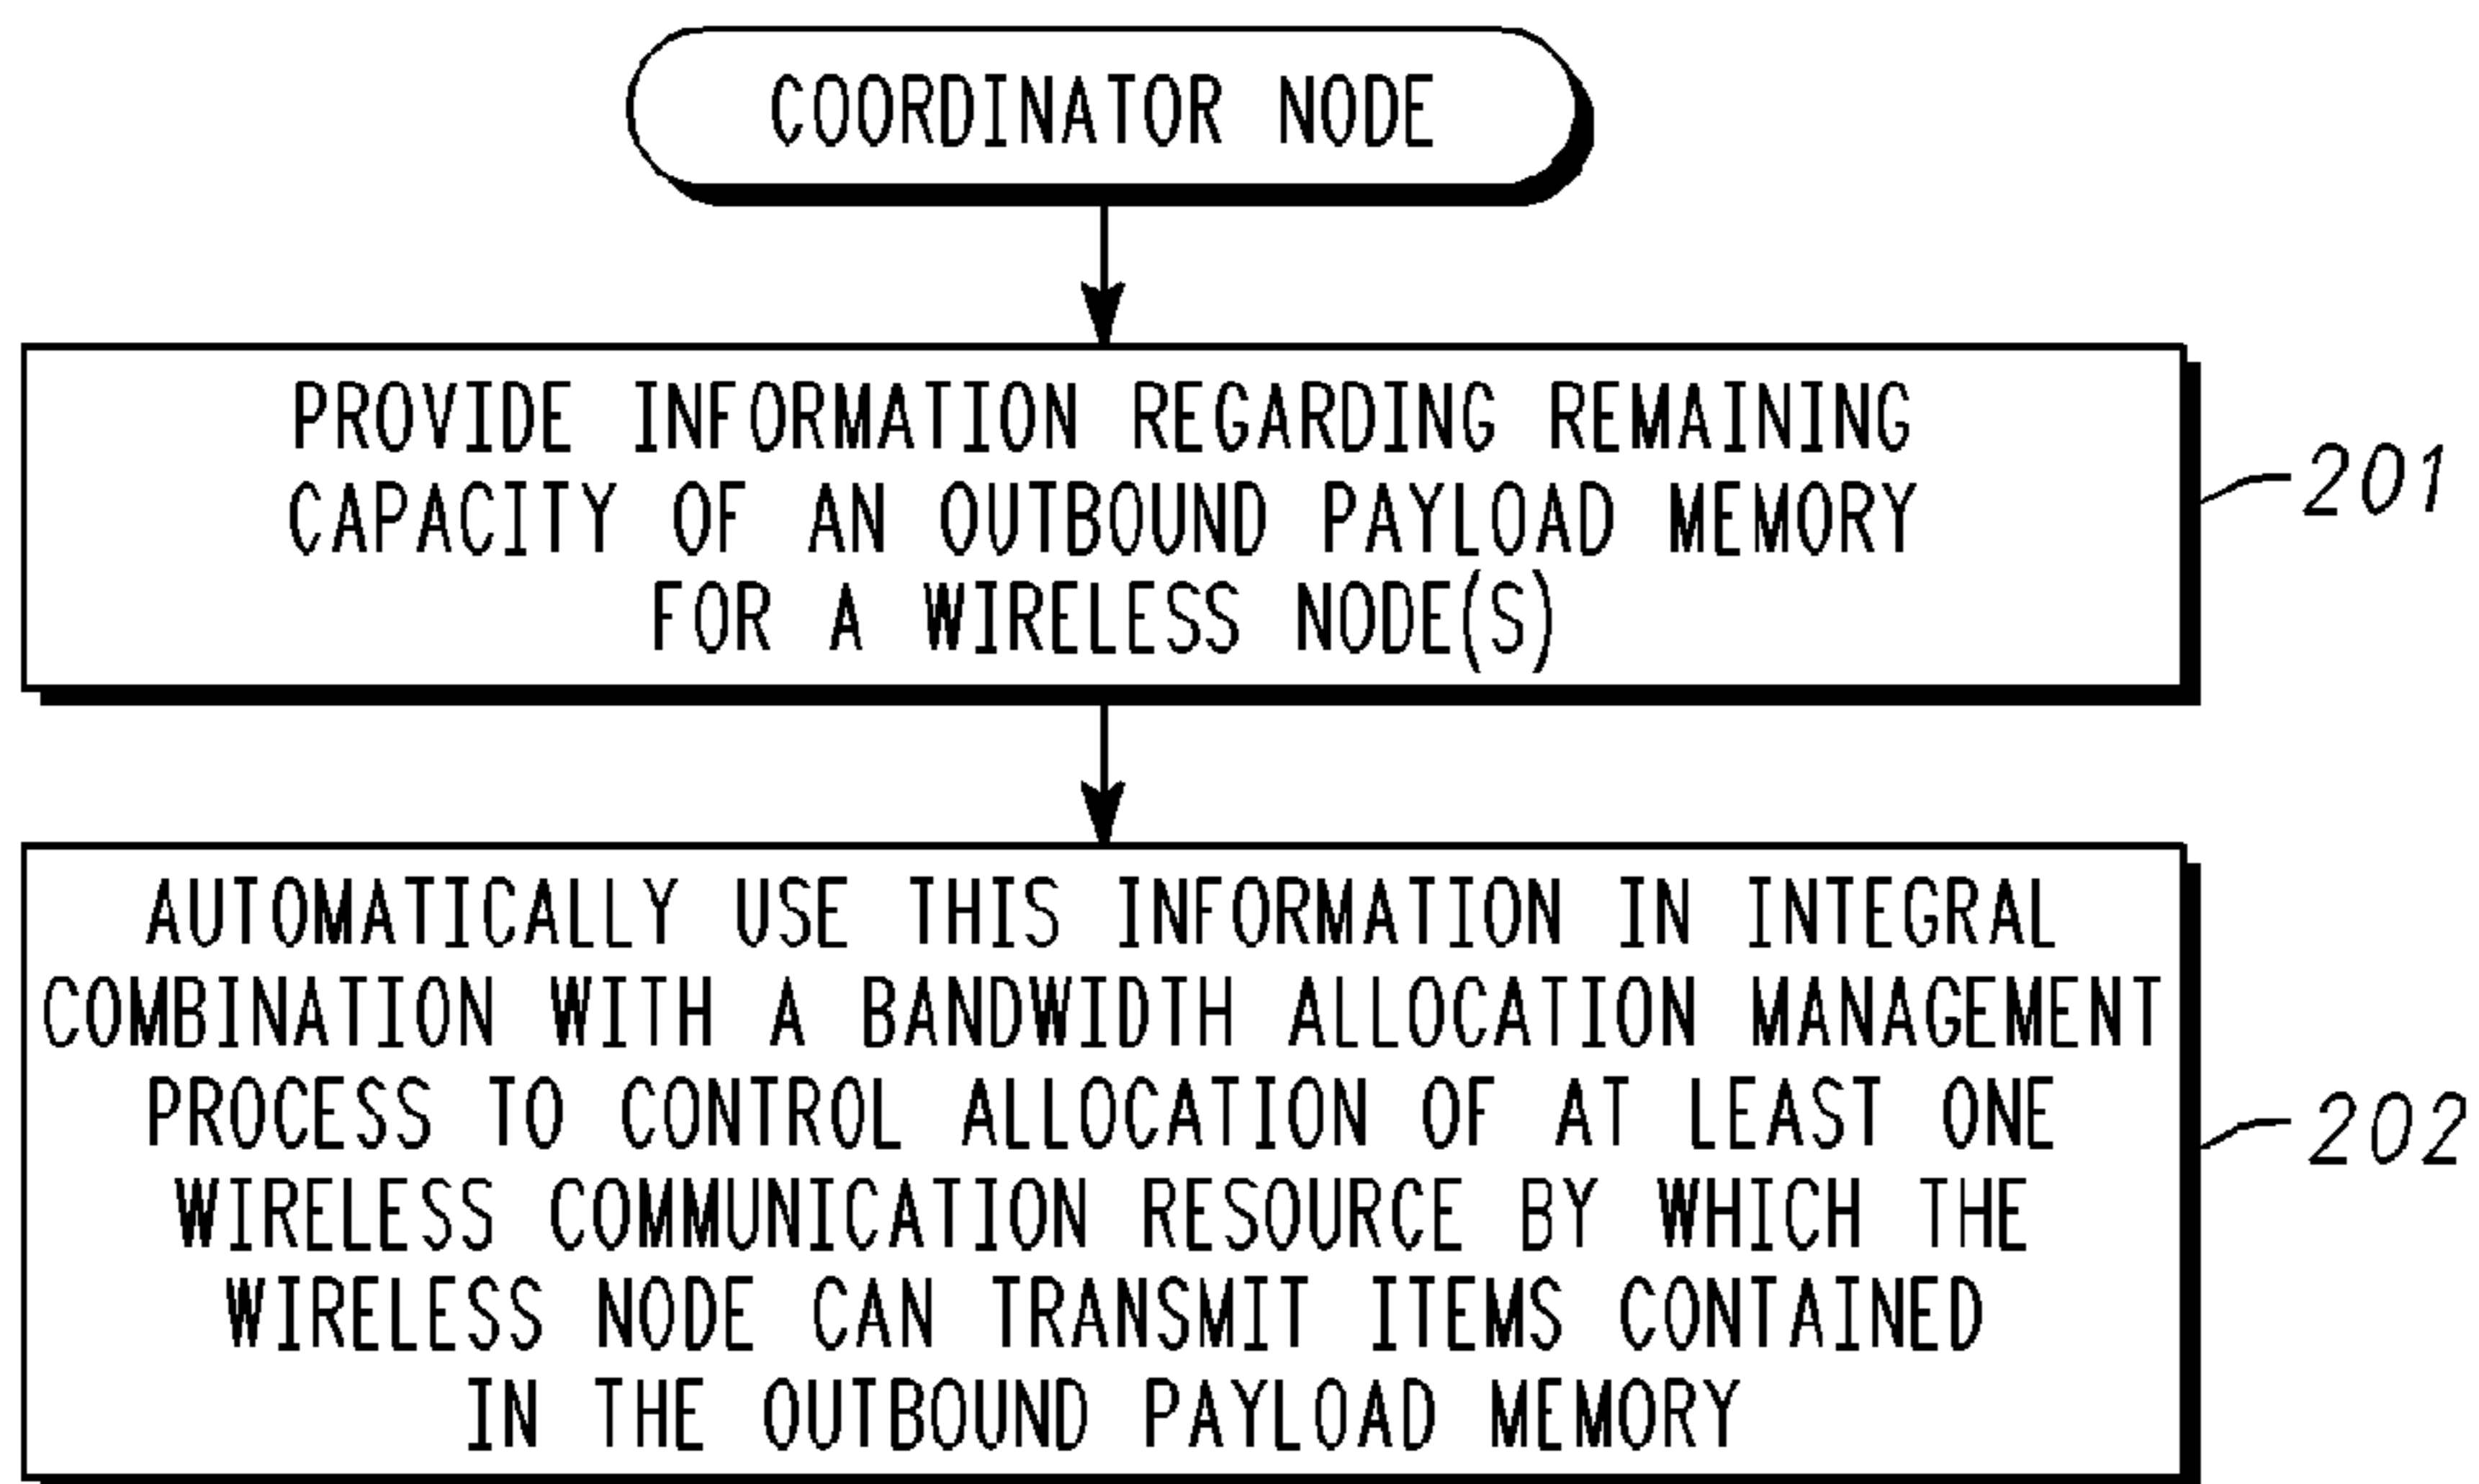 COORDINATOR NODE
PROVIDE INFORMATION REGARDING REMAINING
CAPACITY OF AN OUTBOUND PAYLOAD MEMORY
FOR A WIRELESS NODE(S)
201
AUTOMATICALLY USE THIS INFORMATION IN INTEGRAL
COMBINATION WITH A BANDWIDTH ALLOCATION MANAGEMENT
PROCESS TO CONTROL ALLOCATION OF AT LEAST ONE
WIRELESS COMMUNICATION RESOURCE BY WHICH THE
WIRELESS NODE CAN TRANSMIT ITEMS CONTAINED
IN THE OUTBOUND PAYLOAD MEMORY
202